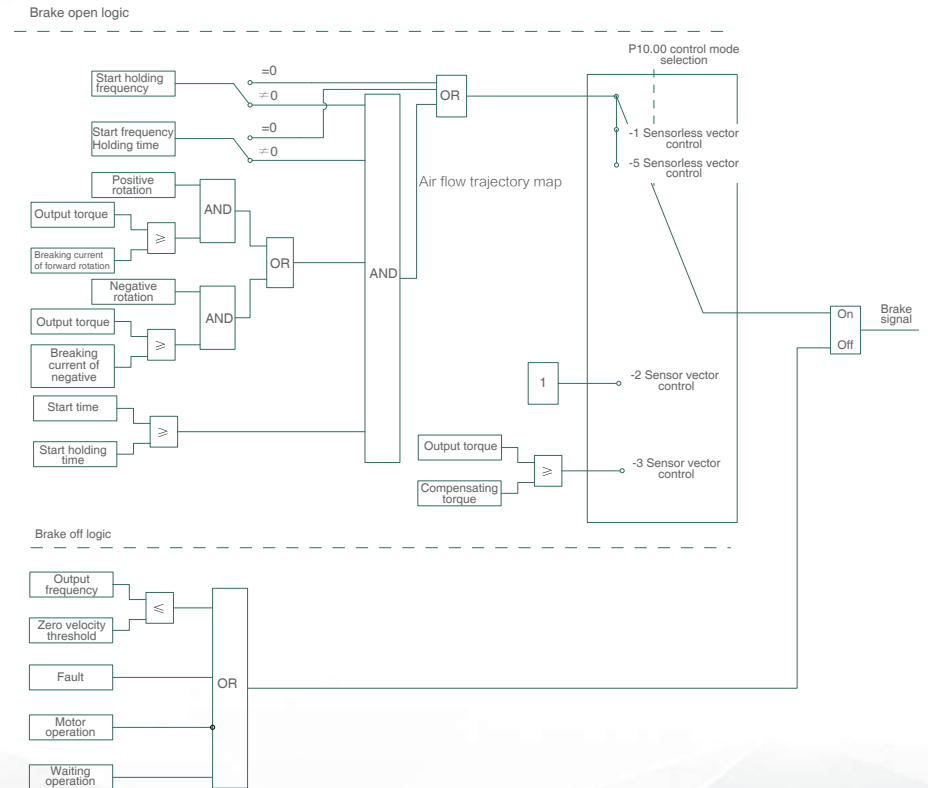 Brake open logic
P10.00 control mode
selection
Start holding
frequency
=0
≠0
OR
Start frequency
Holding time
=0
≠0
-1 Sensorless vector
control
-5 Sensorless vector
control
Air flow trajectory map
Positive
rotation
AND
Output torque
≥
Breaking current
of forward rotation
OR
AND
Negative
rotation
AND
Output torque
≥
Breaking
current of
negative
On
Off
Brake
signal
1
-2 Sensor vector
control
Start time
≥
Start holding
time
Output torque
≥
Compensating
torque
-3 Sensor vector
control
Brake off logic
Output
frequency
≤
Zero velocity
threshold
Fault
OR
Motor
operation
Waiting
operation